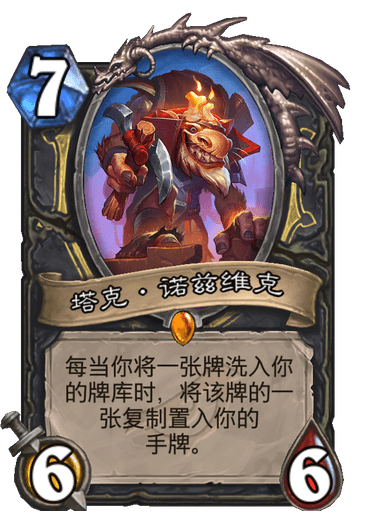 7
塔克·诺兹维克
每当你将一张牌洗入你
的牌库时，将该牌的一
张复制置入你的
手牌。
6
6